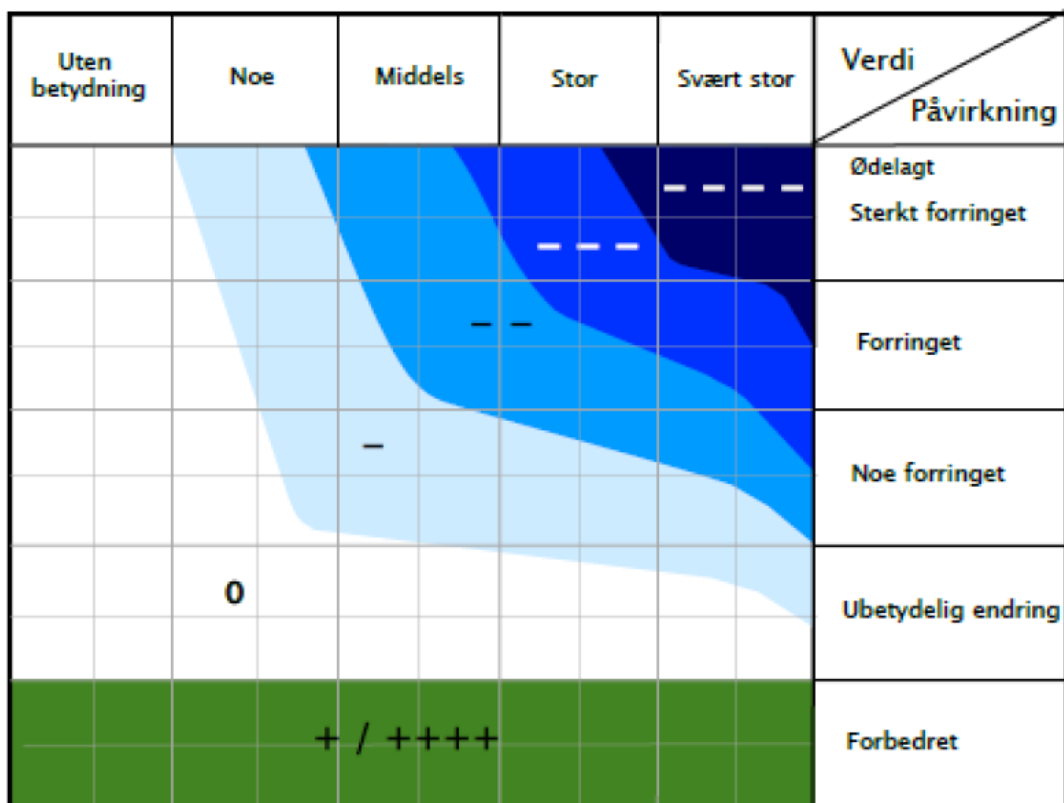 Uten
betydning
Noe
Middels
Stor
Svært stor
Verdi
Påvirkning
Ødelagt
Sterkt forringet
– – – –
– – –
– –
Forringet
–
Noe forringet
0
Ubetydelig endring
+ / ++++
Forbedret